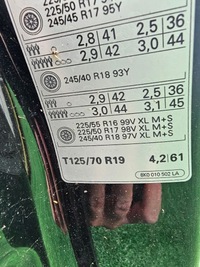 225/50 R17
245/45 R17 95Y
2,8 41 2,5 36
2,9 42 3,0 44
245/40 R18 93Y
2,9 42 2,5 36
3,0 44 3,1 45
225/55 R16 99V XL M+S
225/50 R17 98V XL M+S
245/40 R18 97V XL M+S
T125/70 R19 4,2 61
8K0 010 502 LA